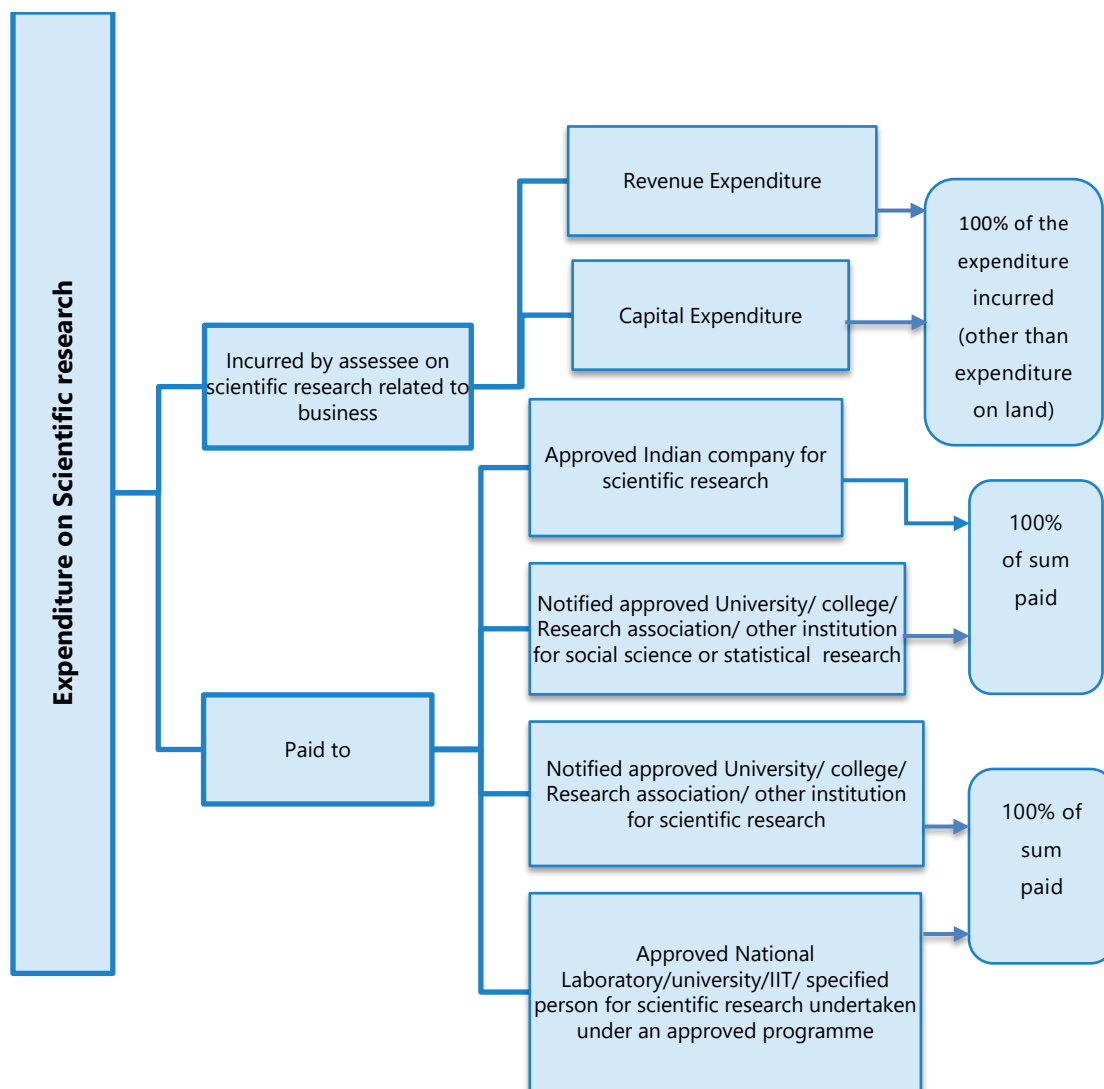 Expenditure on Scientific research
Incurred by assessee on
scientific research related to
business
Revenue Expenditure
Capital Expenditure
100% of the
expenditure
incurred
(other than
expenditure
on land)
Paid to
Approved Indian company for
scientific research
Notified approved University/ college/
Research association/ other institution
for social science or statistical research
100%
of sum
paid
Notified approved University/ college/
Research association/ other institution
for scientific research
Approved National
Laboratory/university/IIT/ specified
person for scientific research undertaken
under an approved programme
100% of
sum
paid